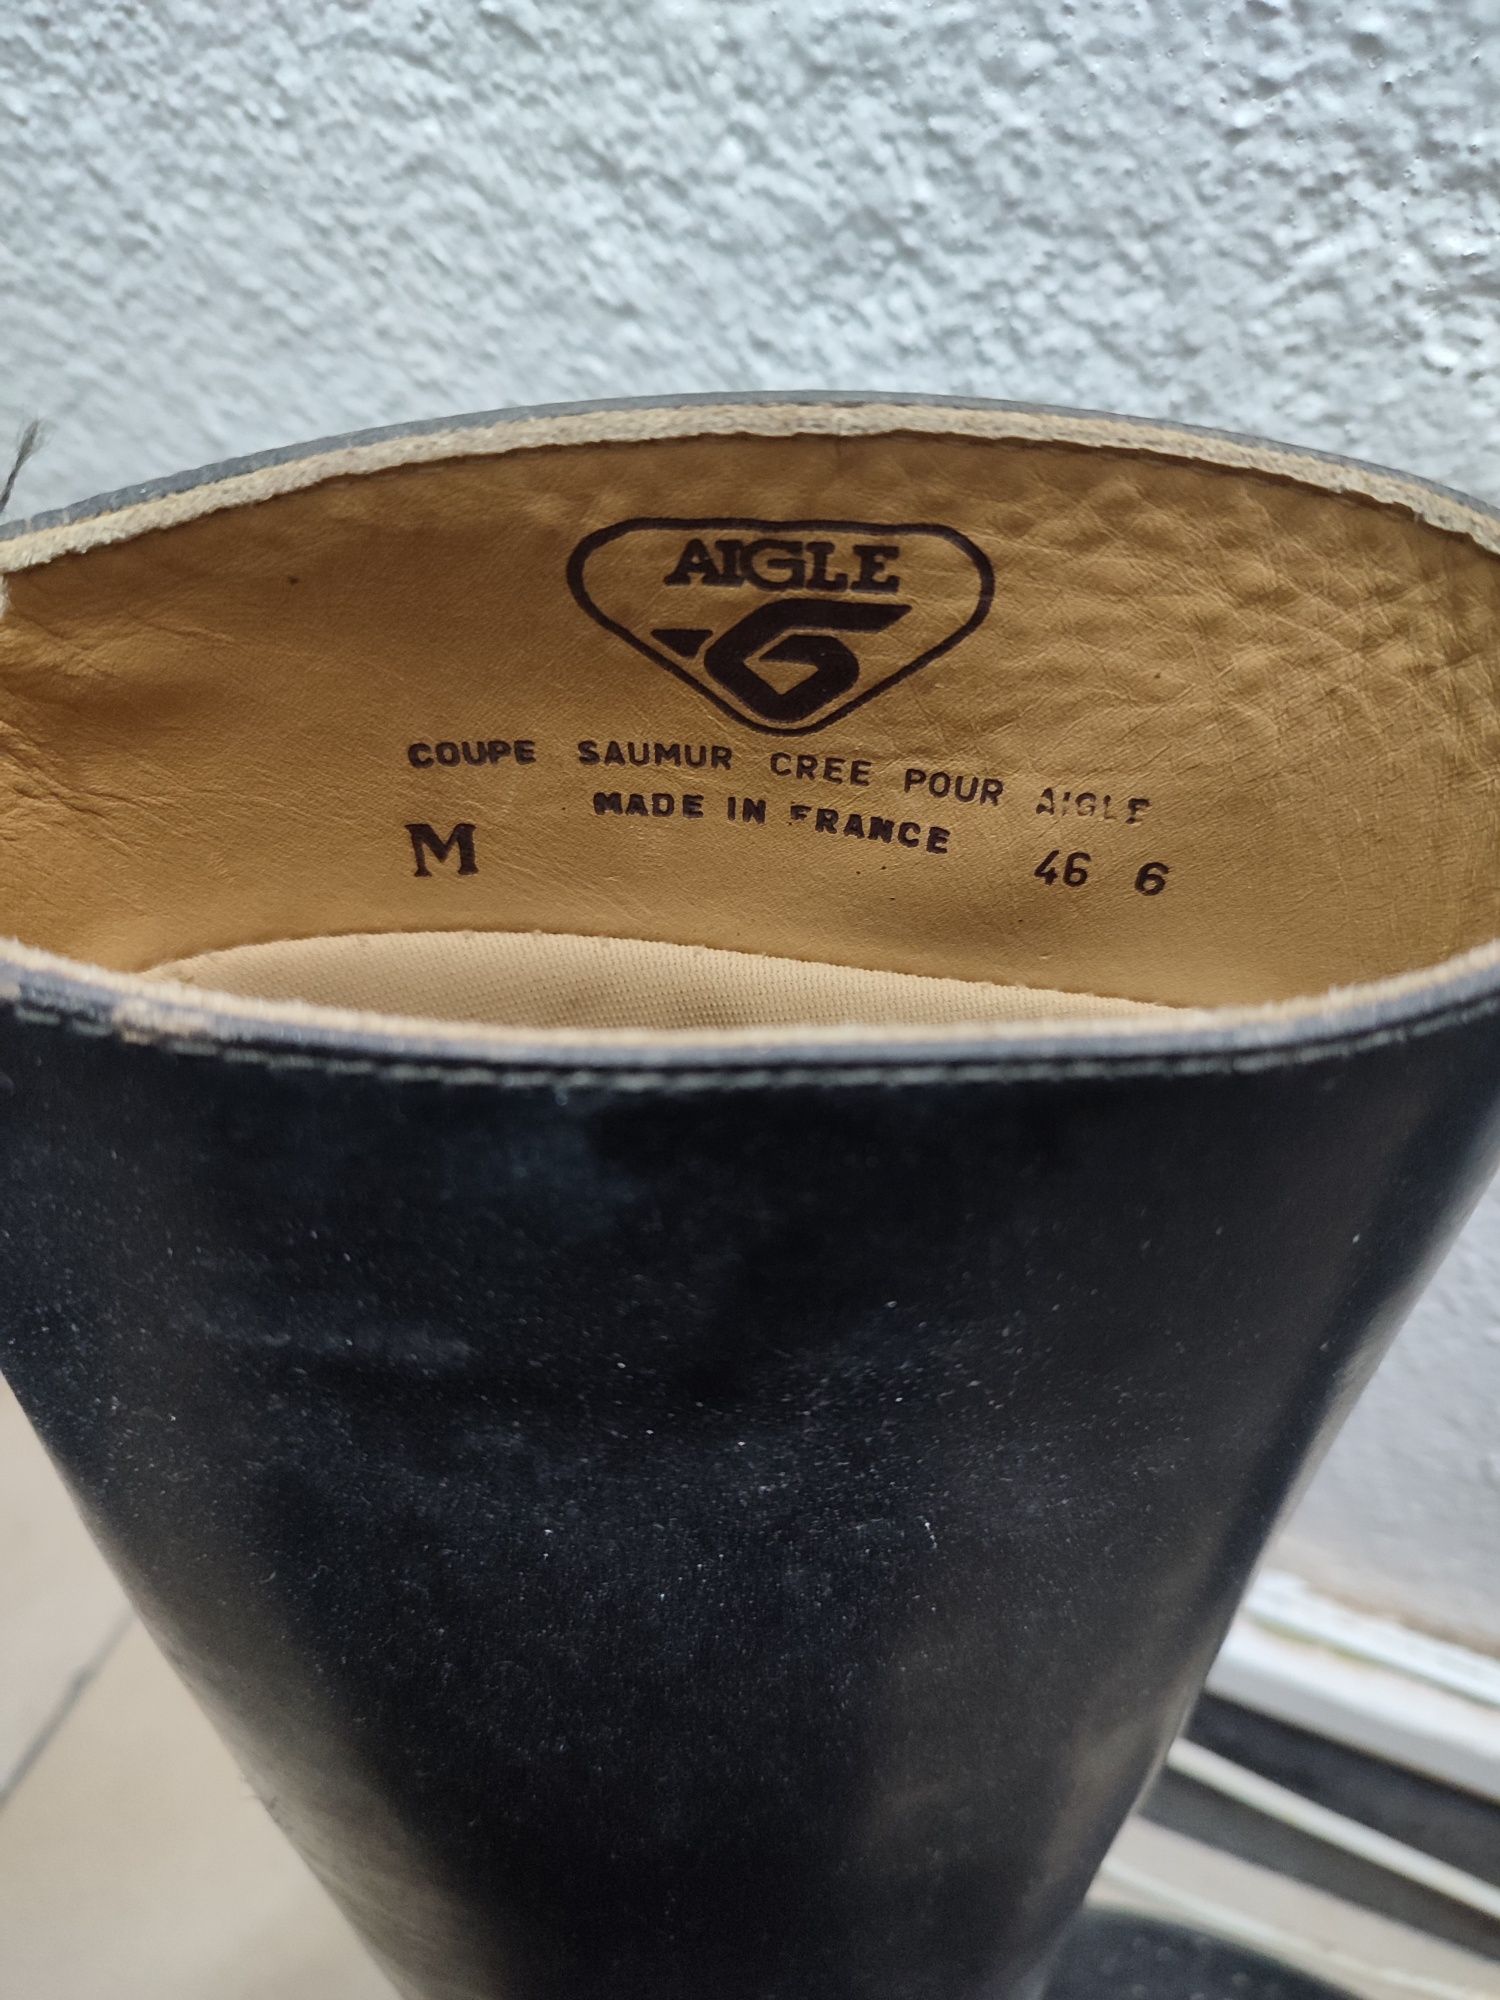 AIGLE
COUPE SAUMUR CREE POUR AIGLE
MADE IN FRANCE
M 46 6